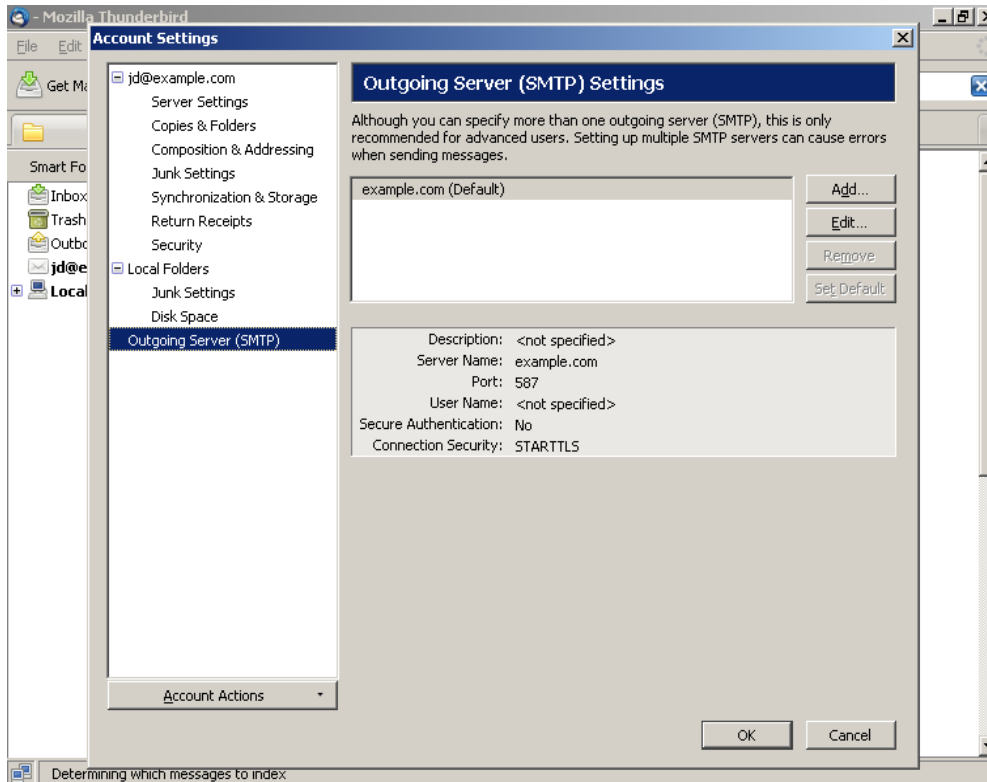 - Mozilla Thunderbird
File Edit
Account Settings
Get Ma
Smart Fo
Inbox
Trash
Outbo
jd@e
Local
jd@example.com
Server Settings
Copies & Folders
Composition & Addressing
Junk Settings
Synchronization & Storage
Return Receipts
Security
Local Folders
Junk Settings
Disk Space
Outgoing Server (SMTP)
Account Actions
Outgoing Server (SMTP) Settings
Although you can specify more than one outgoing server (SMTP), this is only
recommended for advanced users. Setting up multiple SMTP servers can cause errors
when sending messages.
example.com (Default)
Add...
Edit...
Remove
Set Default
Description: <not specified>
Server Name: example.com
Port: 587
User Name: <not specified>
Secure Authentication: No
Connection Security: STARTTLS
OK Cancel
Determining which messages to index